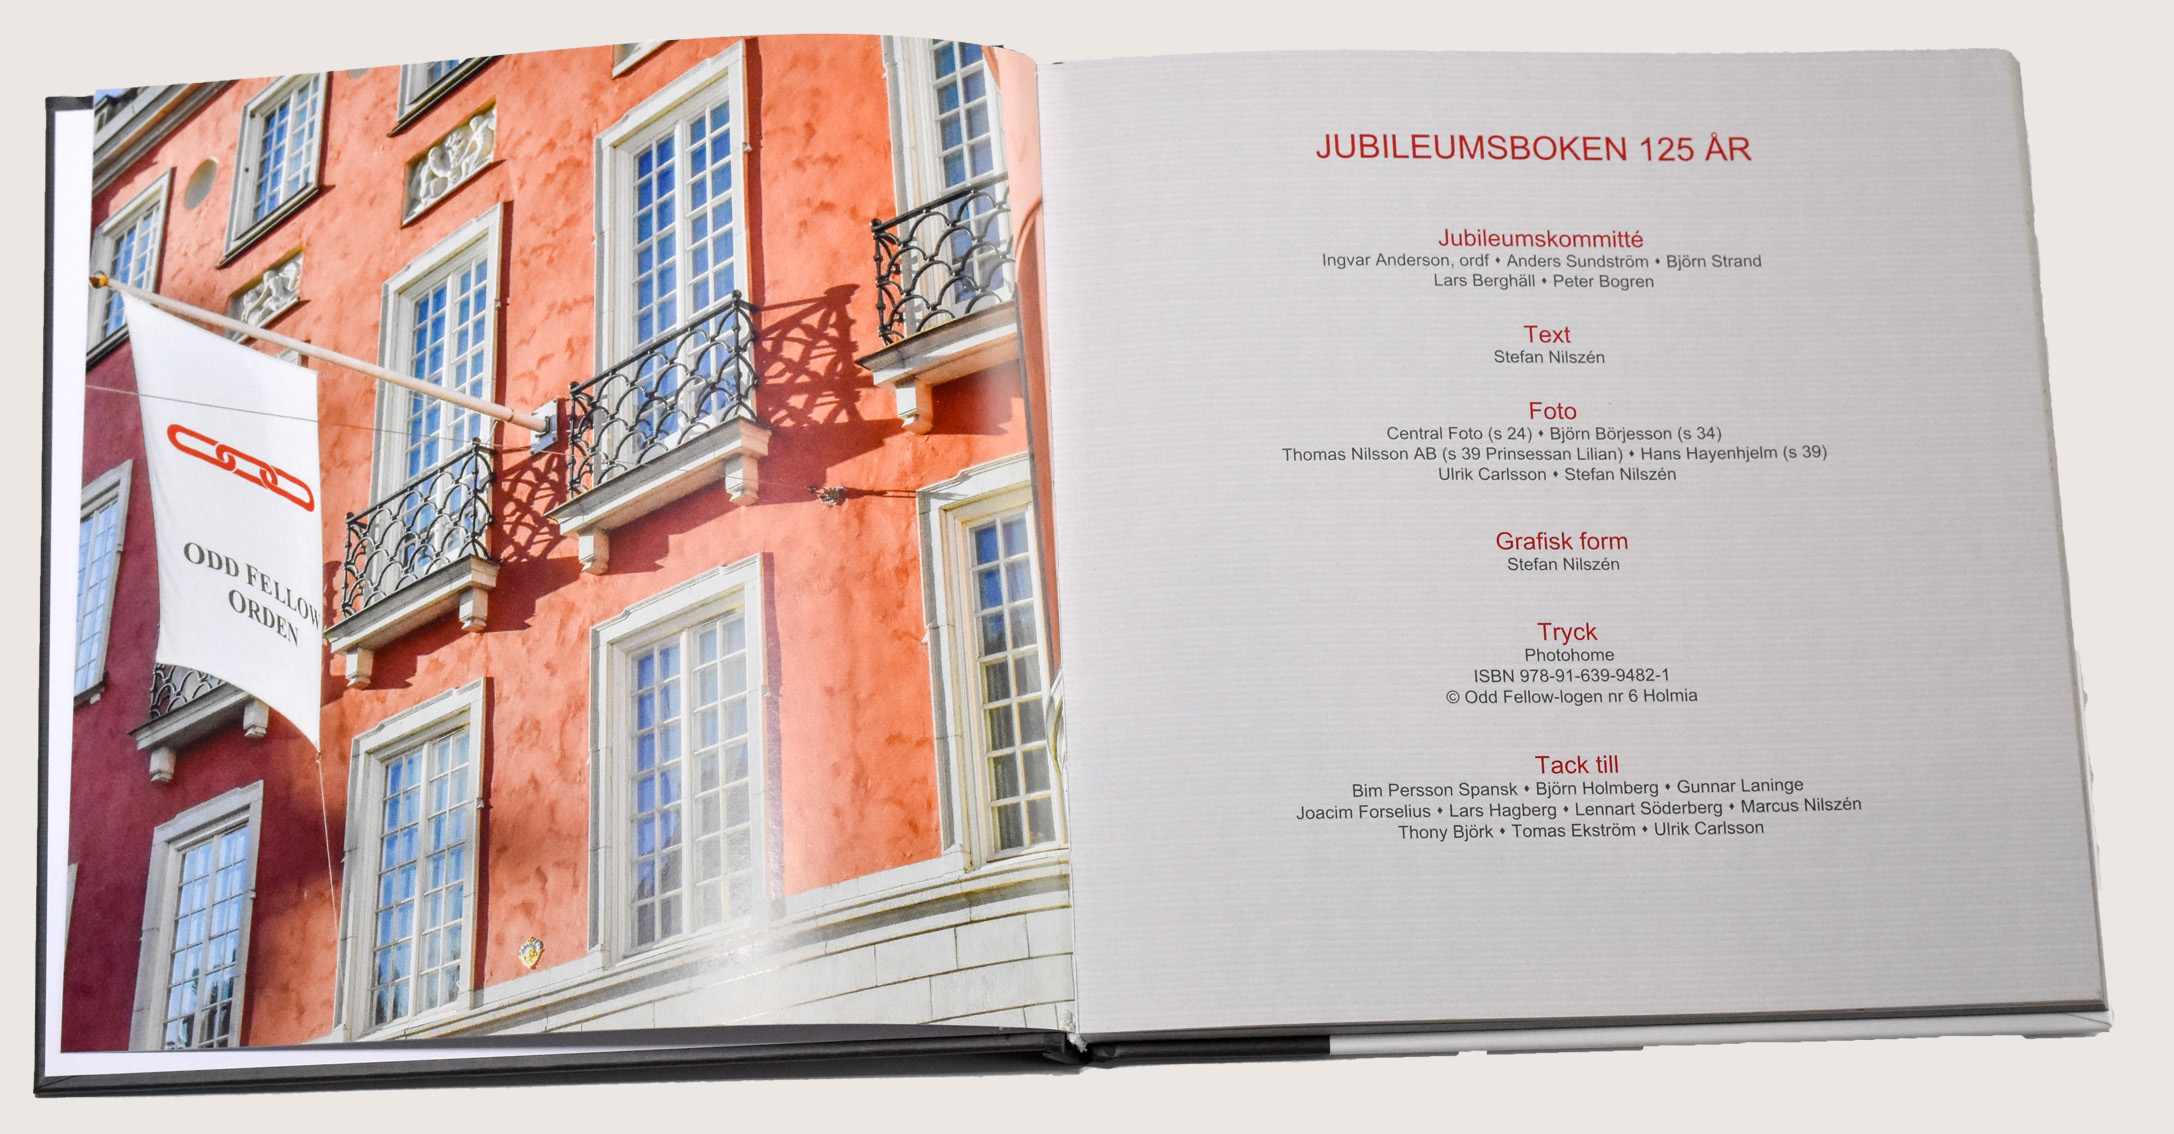 ODD FELLOW
ORDEN
JUBILEUMSBOKEN 125 ÅR
Jubileumskommitté
Ingvar Anderson, ordf ♦ Anders Sundström ♦ Björn Strand
Lars Berghäll ♦ Peter Bogren
Text
Stefan Nilszén
Foto
Central Foto (s 24) ♦ Björn Börjesson (s 34)
Thomas Nilsson AB (s 39 Prinsessan Lilian) ♦ Hans Hayenhjelm (s 39)
Ulrik Carlsson ♦ Stefan Nilszén
Grafisk form
Stefan Nilszén
Tryck
Photohome
ISBN 978-91-639-9482-1
© Odd Fellow-logen nr 6 Holmia
Tack till
Bim Persson Spansk ♦ Björn Holmberg ♦ Gunnar Laninge
Joacim Forselius ♦ Lars Hagberg ♦ Lennart Söderberg ♦ Marcus Nilszén
Thony Björk ♦ Tomas Ekström ♦ Ulrik Carlsson